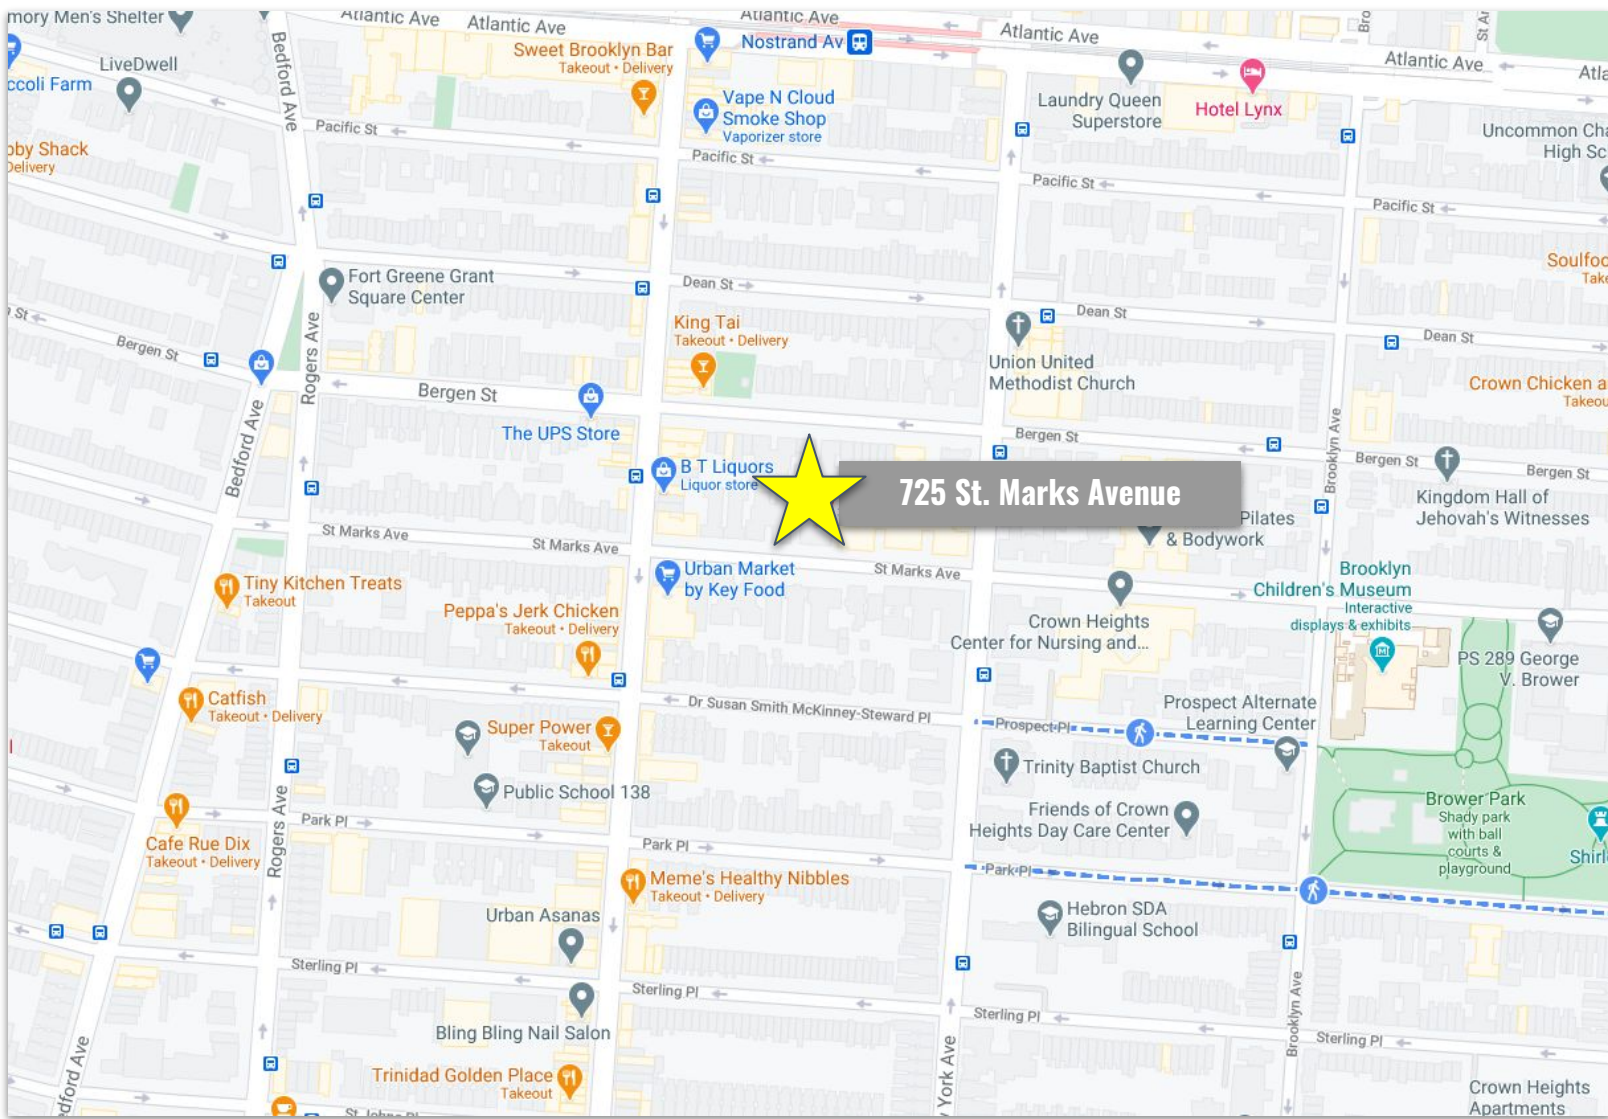 mory Men's Shelter
Atlantic Ave
Atlantic Ave
Atlantic Ave
Atlantic Ave
Atlantic Ave
Nostrand Av
Sweet Brooklyn Bar
Takeout • Delivery
LiveDwell
ccoli Farm
Bedford Ave
Vape N Cloud
Smoke Shop
Vaporizer store
Laundry Queen
Superstore
Hotel Lynx
Uncommon Cha
High Sc
Pacific St
Pacific St
Pacific St
Pacific St
bby Shack
Delivery
Fort Greene Grant
Square Center
Dean St
Dean St
Dean St
Soulfoo
Take
King Tai
Takeout • Delivery
Union United
Methodist Church
Crown Chicken a
Takeou
St
Bergen St
Rogers Ave
Bergen St
The UPS Store
Bergen St
Bergen St
Bergen St
Bedford Ave
B T Liquors
Liquor store
725 St. Marks Avenue
Brooklyn Ave
Kingdom Hall of
Jehovah's Witnesses
Pilates
& Bodywork
St Marks Ave
St Marks Ave
St Marks Ave
Urban Market
by Key Food
Tiny Kitchen Treats
Takeout
Peppa's Jerk Chicken
Takeout • Delivery
Crown Heights
Center for Nursing and...
Brooklyn
Children's Museum
Interactive
displays & exhibits
PS 289 George
V. Brower
Catfish
Takeout • Delivery
Super Power
Takeout
Dr Susan Smith McKinney-Steward Pl
Prospect Pl
Prospect Alternate
Learning Center
Trinity Baptist Church
Public School 138
Friends of Crown
Heights Day Care Center
Brower Park
Shady park
with ball
courts &
playground
Shirl
Cafe Rue Dix
Takeout • Delivery
Rogers Ave
Park Pl
Park Pl
Park Pl
Meme's Healthy Nibbles
Takeout • Delivery
Urban Asanas
Hebron SDA
Bilingual School
Sterling Pl
Sterling Pl
Sterling Pl
Sterling Pl
Bling Bling Nail Salon
Brooklyn Ave
York Ave
edford Ave
Trinidad Golden Place
Takeout
Crown Heights
Apartments